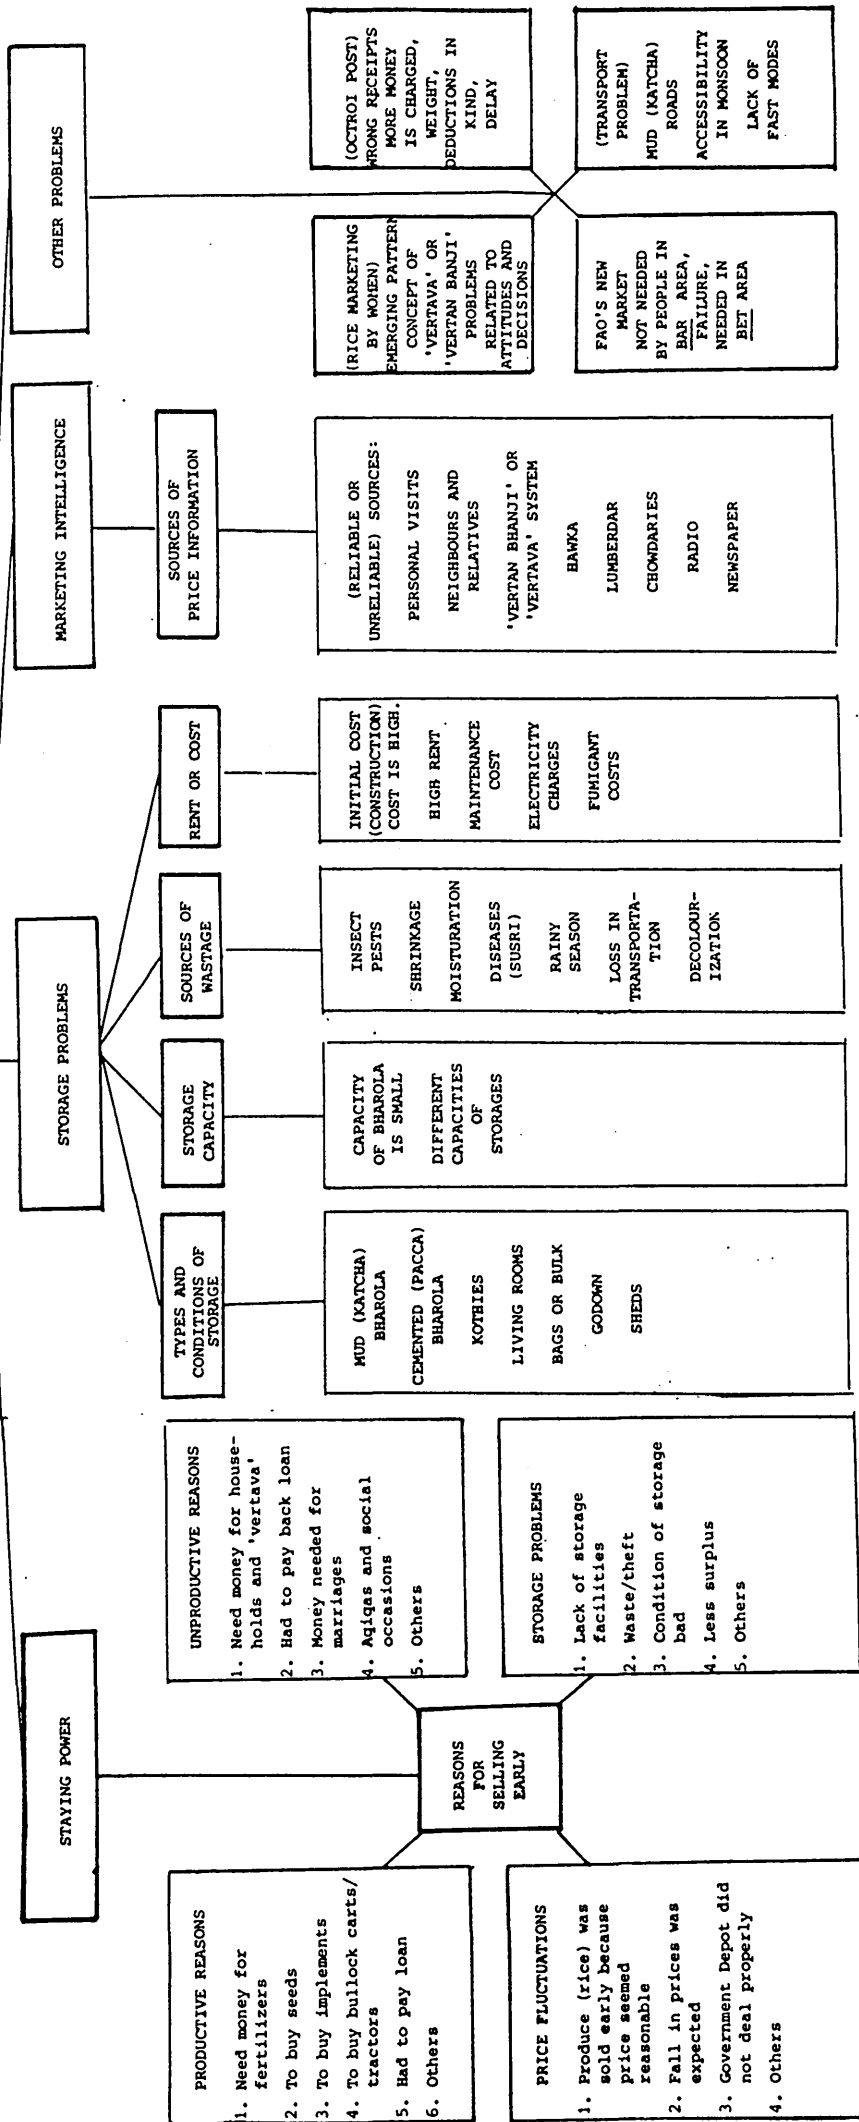 STAYING POWER
PRODUCTIVE REASONS
1. Need money for
fertilizers
2. To buy seeds
3. To buy implements
4. To buy bullock carts/
tractors
5. Had to pay loan
6. Others
UNPRODUCTIVE REASONS
1. Need money for house-
holds and 'vertava'
2. Had to pay back loan
3. Money needed for
marriages
4. Aqiqas and social
occasions
5. Others
REASONS
FOR
SELLING
EARLY
PRICE FLUCTUATIONS
1. Produce (rice) was
sold early because
price seemed
reasonable
2. Fall in prices was
expected
3. Government Depot did
not deal properly
4. Others
STORAGE PROBLEMS
1. Lack of storage
facilities
2. Waste/theft
3. Condition of storage
bad
4. Less surplus
5. Others
STORAGE PROBLEMS
TYPES AND
CONDITIONS OF
STORAGE
MUD (KATCHA)
BHAROLA
CEMENTED (PACCA)
BHAROLA
KOTHIES
LIVING ROOMS
BAGS OR BULK
GODOWN
SHEDS
STORAGE
CAPACITY
CAPACITY
OF BHAROLA
IS SMALL
DIFFERENT
CAPACITIES
OF
STORAGES
SOURCES OF
WASTAGE
INSECT
PESTS
SHRINKAGE
MOISTURATION
DISEASES
(SUSRI)
RAINY
SEASON
LOSS IN
TRANSPORTA-
TION
DECOLOUR-
IZATION
RENT OR COST
INITIAL COST
(CONSTRUCTION)
COST IS HIGH.
HIGH RENT
MAINTENANCE
COST
ELECTRICITY
CHARGES
FUMIGANT
COSTS
MARKETING INTELLIGENCE
SOURCES OF
PRICE INFORMATION
(RELIABLE OR
UNRELIABLE) SOURCES:
PERSONAL VISITS
NEIGHBOURS AND
RELATIVES
'VERTAN BHANJI' OR
'VERTAVA' SYSTEM
HAWKA
LUMBERDAR
CHOWDARIES
RADIO
NEWSPAPER
OTHER PROBLEMS
(RICE MARKETING
BY WOMEN)
EMERGING PATTERN
CONCEPT OF
'VERTAVA' OR
'VERTAN BANJI'
PROBLEMS
RELATED TO
ATTITUDES AND
DECISIONS
(OCTROI POST)
WRONG RECEIPTS
MORE MONEY
IS CHARGED,
WEIGHT,
DEDUCTIONS IN
KIND,
DELAY
FAO'S NEW
MARKET
NOT NEEDED
BY PEOPLE IN
BAR AREA,
FAILURE,
NEEDED IN
BET AREA
(TRANSPORT
PROBLEM)
MUD (KATCHA)
ROADS
ACCESSIBILITY
IN MONSOON
LACK OF
FAST MODES